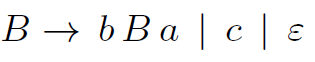 B → b B a | c | ε